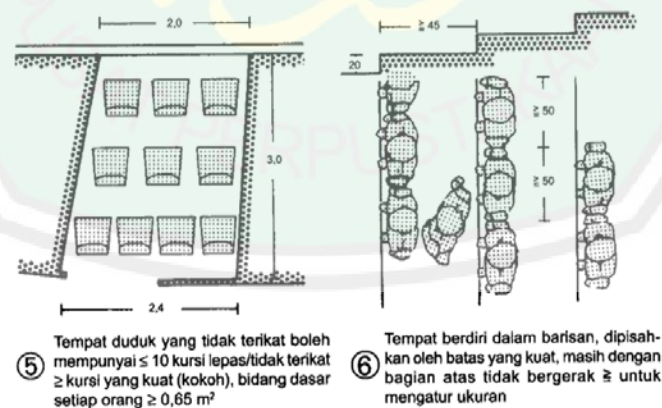 2,0
3,0
2,4
⑤ Tempat duduk yang tidak terikat boleh
mempunyai ≤ 10 kursi lepas/tidak terikat
≥ kursi yang kuat (kokoh), bidang dasar
setiap orang ≥ 0,65 m²
≧ 45
20
≧ 50
≧ 50
⑥ Tempat berdiri dalam barisan, dipisah-
kan oleh batas yang kuat, masih dengan
bagian atas tidak bergerak ≧ untuk
mengatur ukuran